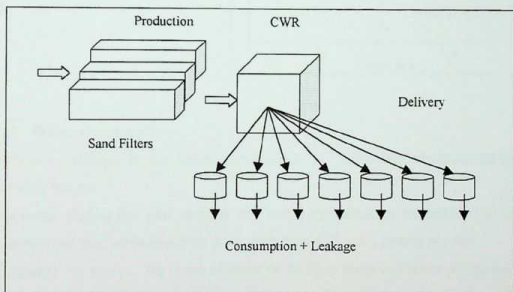 Production
CWR
Delivery
Sand Filters
Consumption + Leakage